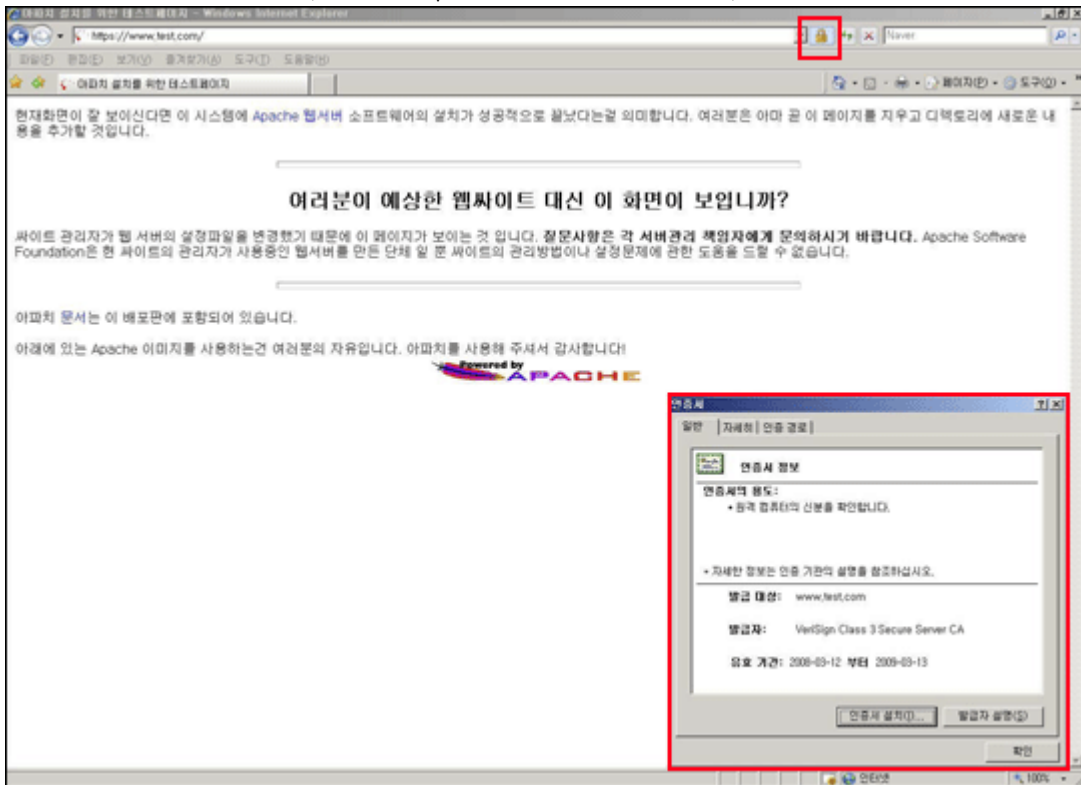 아파치 설치를 위한 테스트페이지 - Windows Internet Explorer
https://www.test.com/
Naver
파일(F) 편집(E) 보기(V) 즐겨찾기(A) 도구(T) 도움말(H)
아파치 설치를 위한 테스트페이지
페이지(P) 도구(O)
현재화면이 잘 보이신다면 이 시스템에 Apache 웹서버 소프트웨어의 설치가 성공적으로 끝났다는걸 의미합니다. 여러분은 아마 곧 이 페이지를 지우고 디렉토리에 새로운 내
용을 추가할 것입니다.
여러분이 예상한 웹싸이트 대신 이 화면이 보입니까?
싸이트 관리자가 웹 서버의 설정파일을 변경했기 때문에 이 페이지가 보이는 것 입니다. 질문사항은 각 서버관리 책임자에게 문의하시기 바랍니다. Apache Software
Foundation은 현 싸이트의 관리자가 사용중인 웹서버를 만든 단체 일 뿐 싸이트의 관리방법이나 설정문제에 관한 도움을 드릴 수 없습니다.
아파치 문서는 이 배포판에 포함되어 있습니다.
아래에 있는 Apache 이미지를 사용하는건 여러분의 자유입니다. 아파치를 사용해 주셔서 감사합니다!
Powered by
APACHE
인증서
일반 자세히 인증 경로
인증서 정보
인증서의 용도:
• 원격 컴퓨터의 신분을 확인합니다.
* 자세한 정보는 인증 기관의 설명을 참조하십시오.
발급 대상: www.test.com
발급자: VeriSign Class 3 Secure Server CA
유효 기간: 2008-03-12 부터 2009-03-13
인증서 설치(I)... 발급자 설명(S)
확인
인터넷 100%